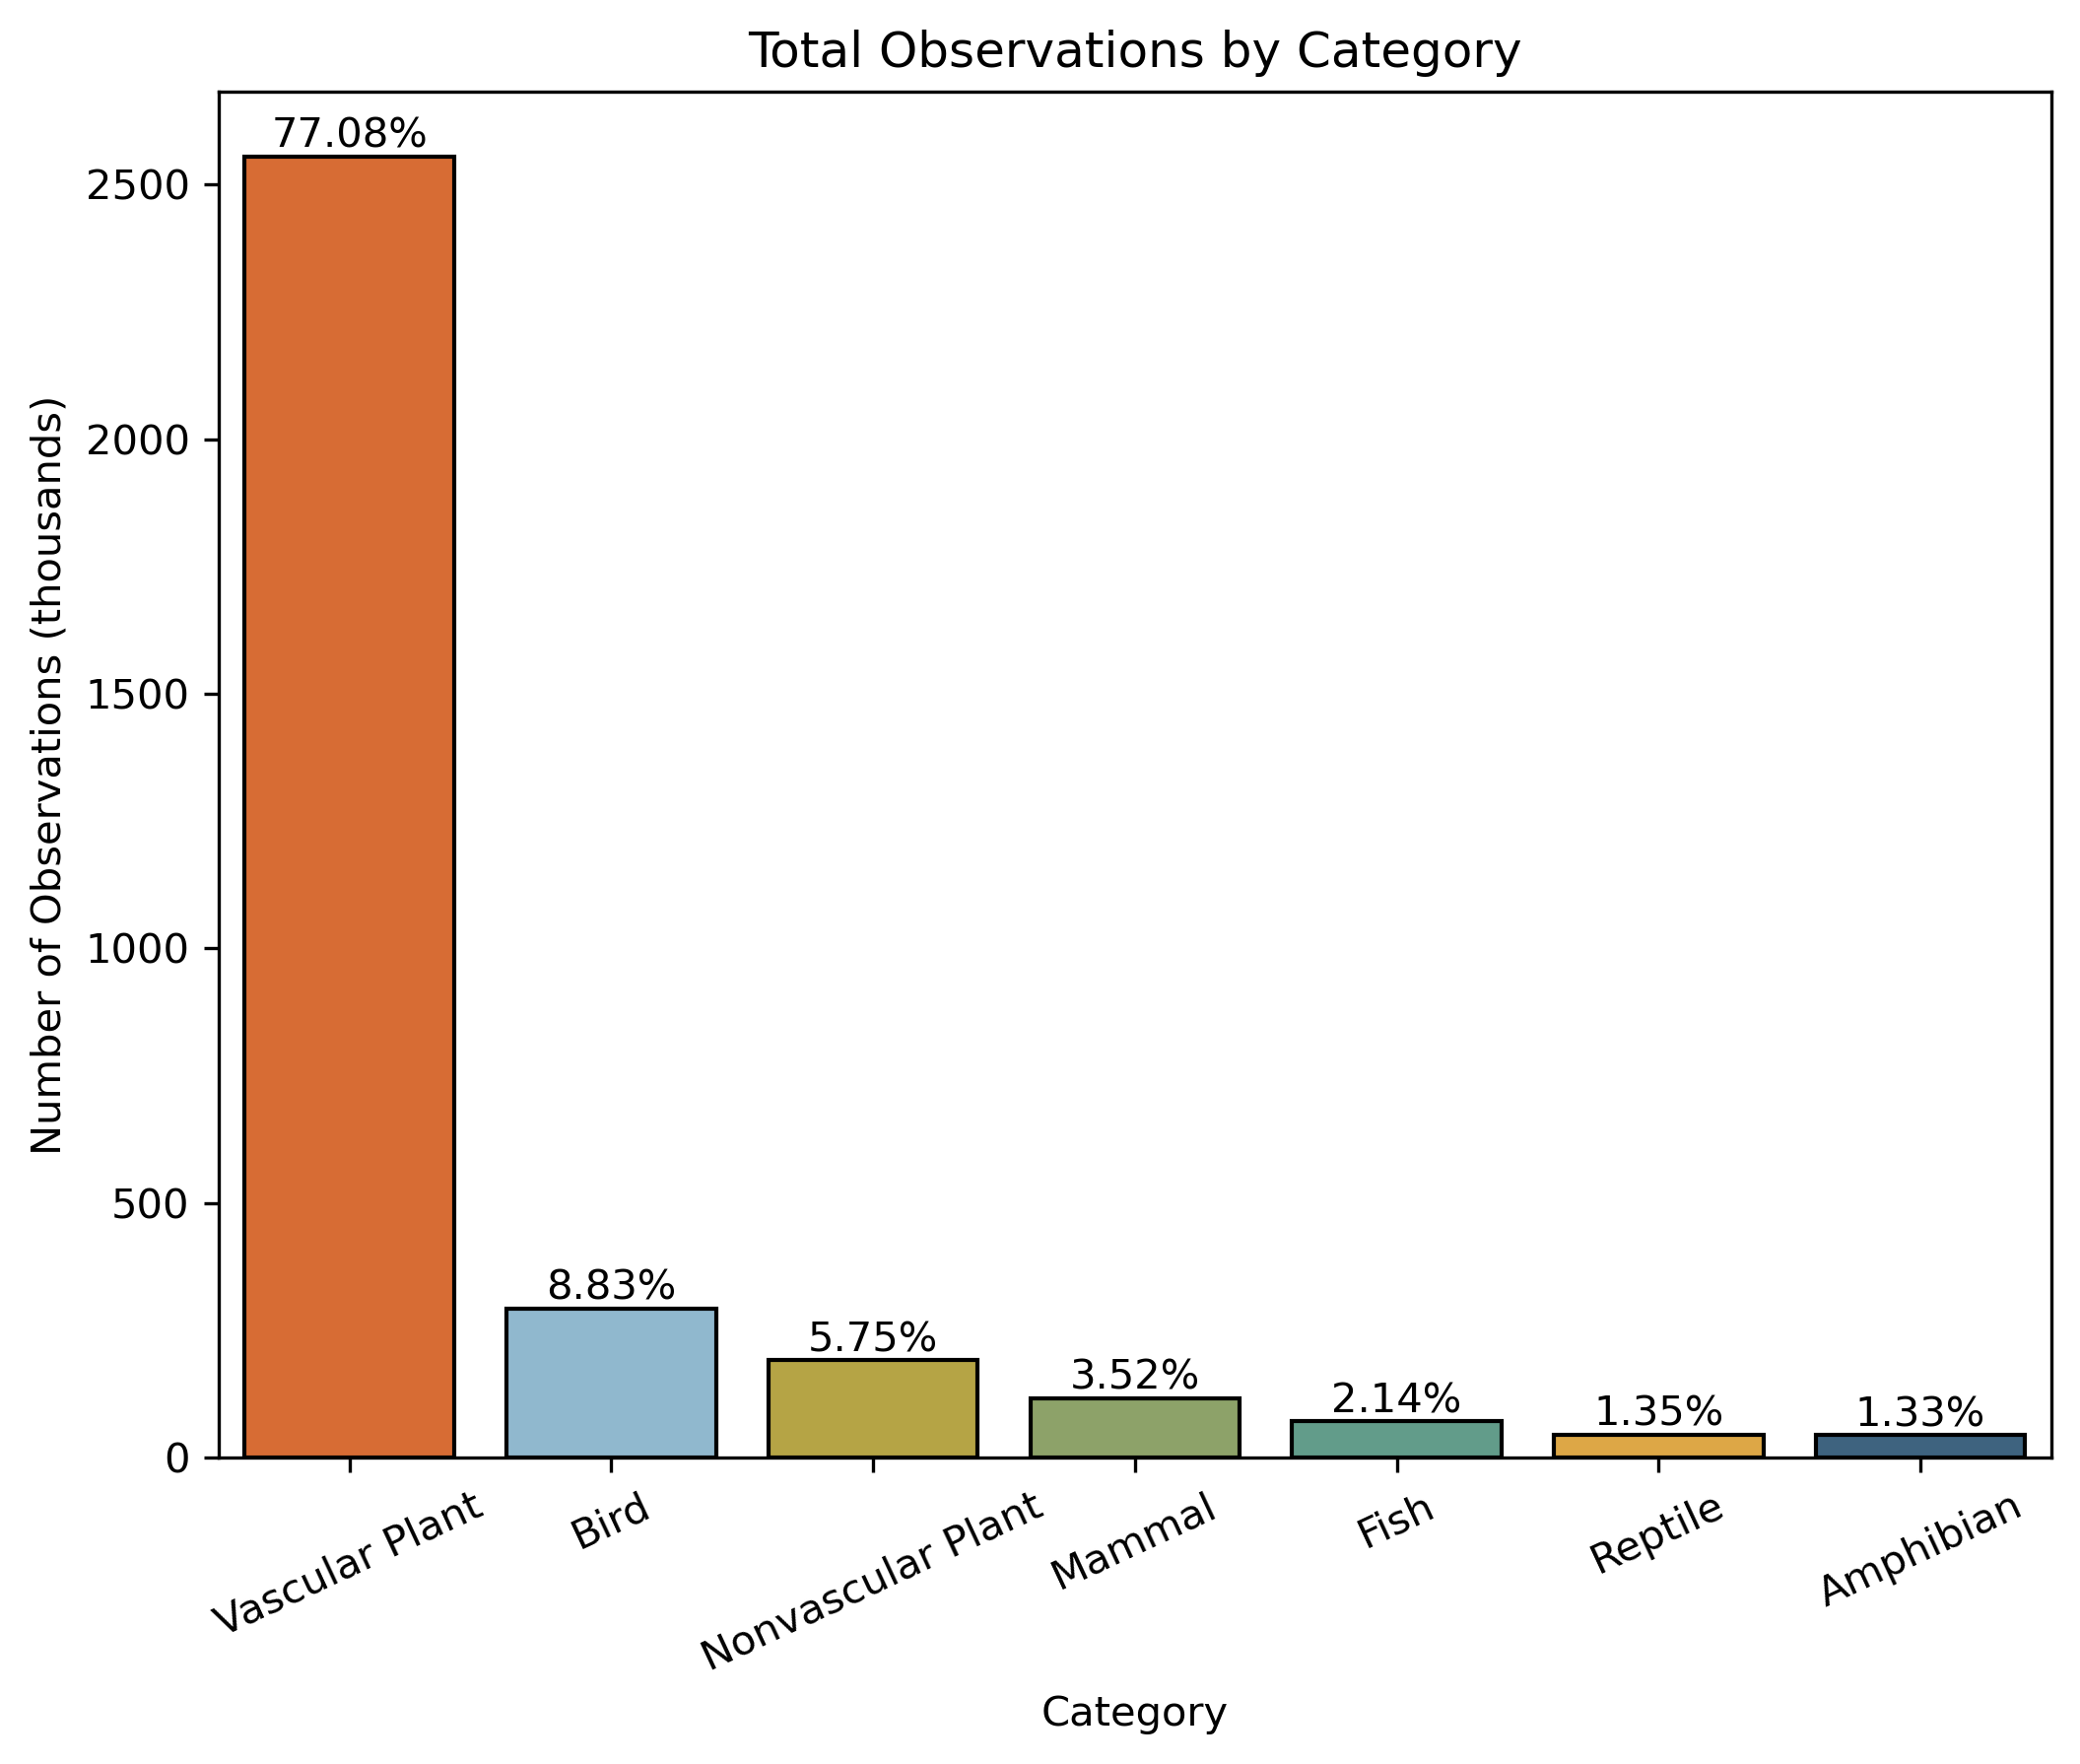 Total Observations by Category
Number of Observations (thousands)
2500
2000
1500
1000
500
0
77.08%
8.83%
5.75%
3.52%
2.14%
1.35%
1.33%
Vascular Plant
Bird
Nonvascular Plant
Mammal
Fish
Reptile
Amphibian
Category